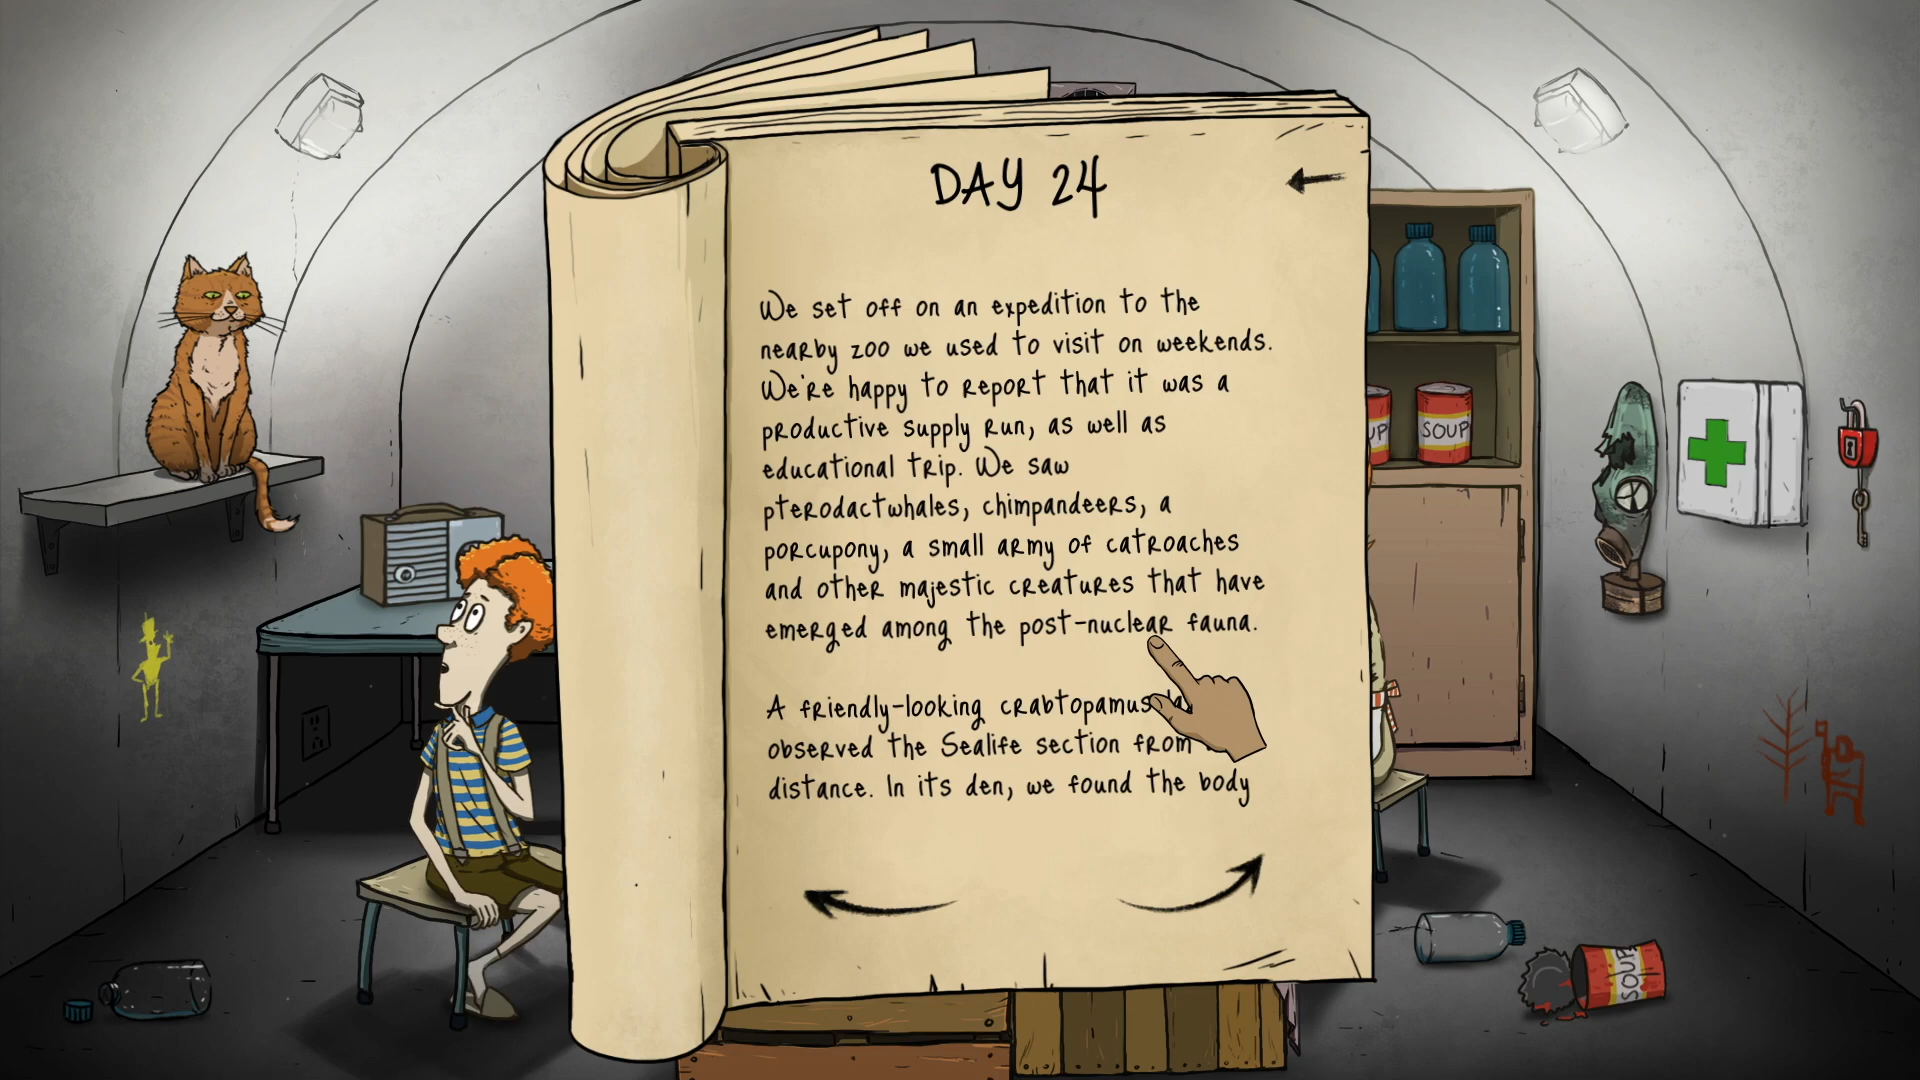 DAY 24
We set off on an expedition to the
nearby zoo we used to visit on weekends.
We're happy to report that it was a
productive supply run, as well as
educational trip. We saw
pterodactwhales, chimpandeers, a
porcupony, a small army of catroaches
and other majestic creatures that have
emerged among the post-nuclear fauna.
A friendly-looking crabtopamus
observed the Sealife section from
distance. In its den, we found the body
SOUP
SOUP